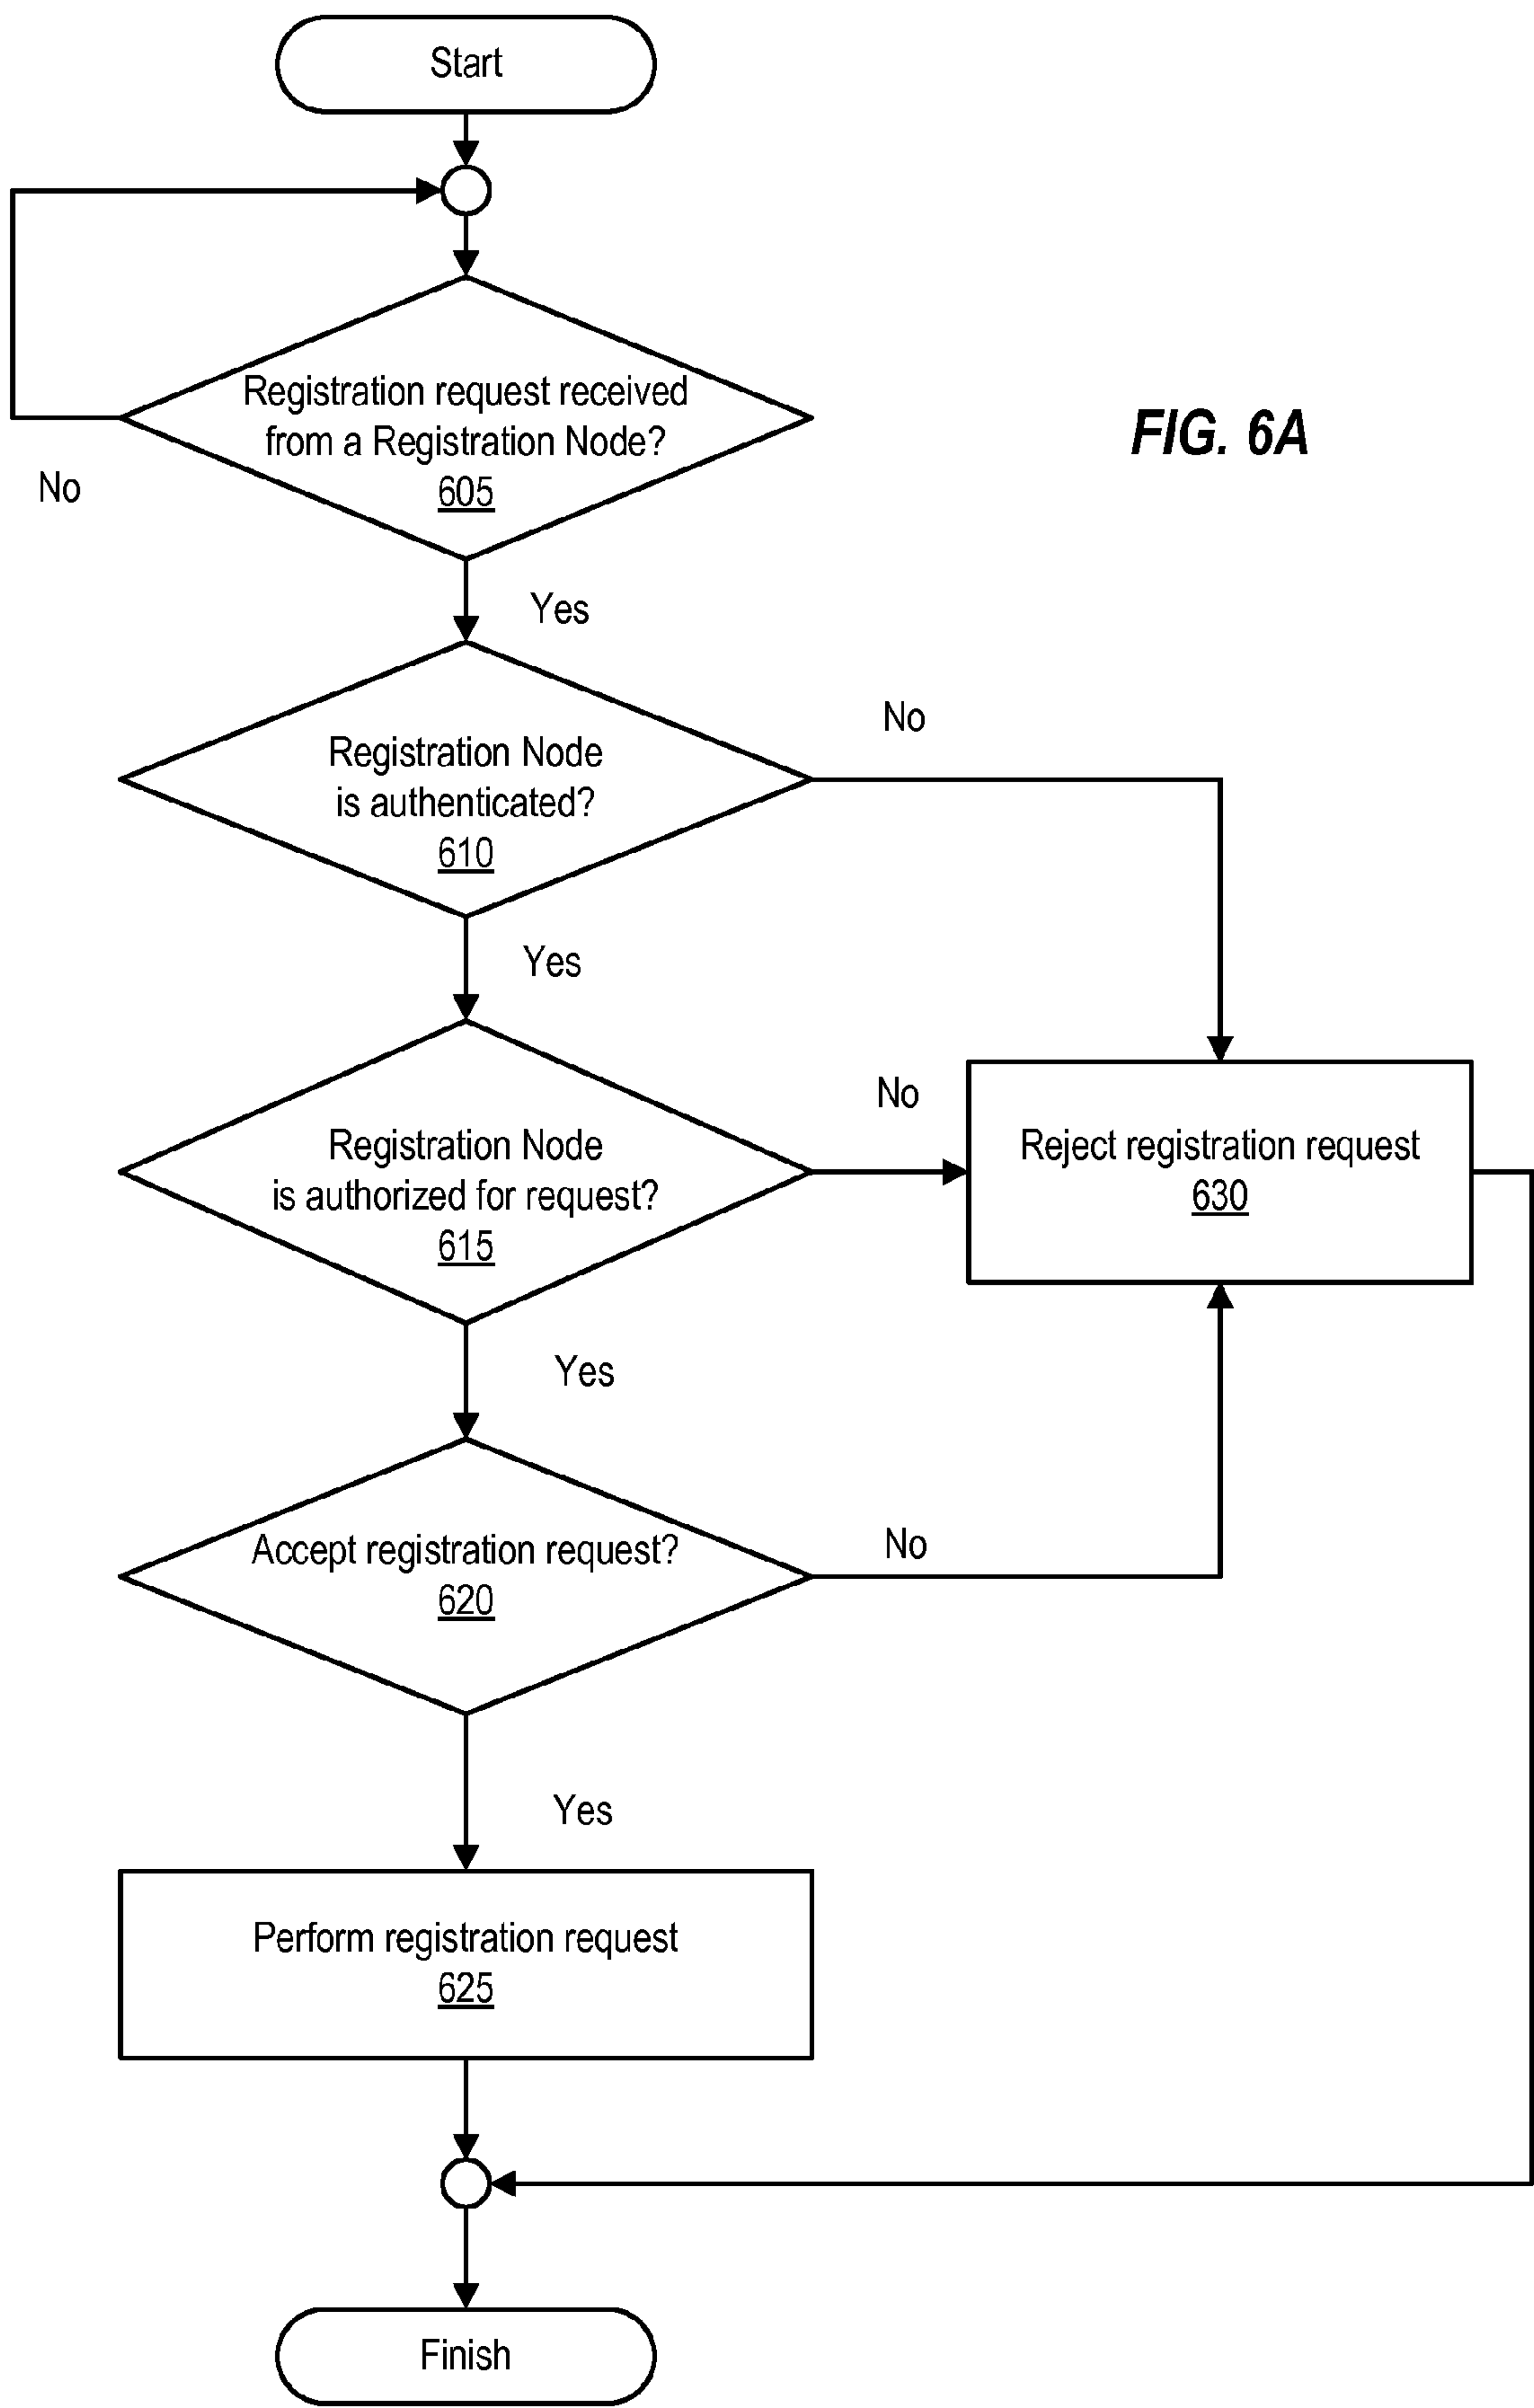 Start
Registration request received
from a Registration Node?
605
FIG. 6A
No
Yes
Registration Node
is authenticated?
610
No
Yes
Registration Node
is authorized for request?
615
No
Reject registration request
630
Yes
Accept registration request?
620
No
Yes
Perform registration request
625
Finish